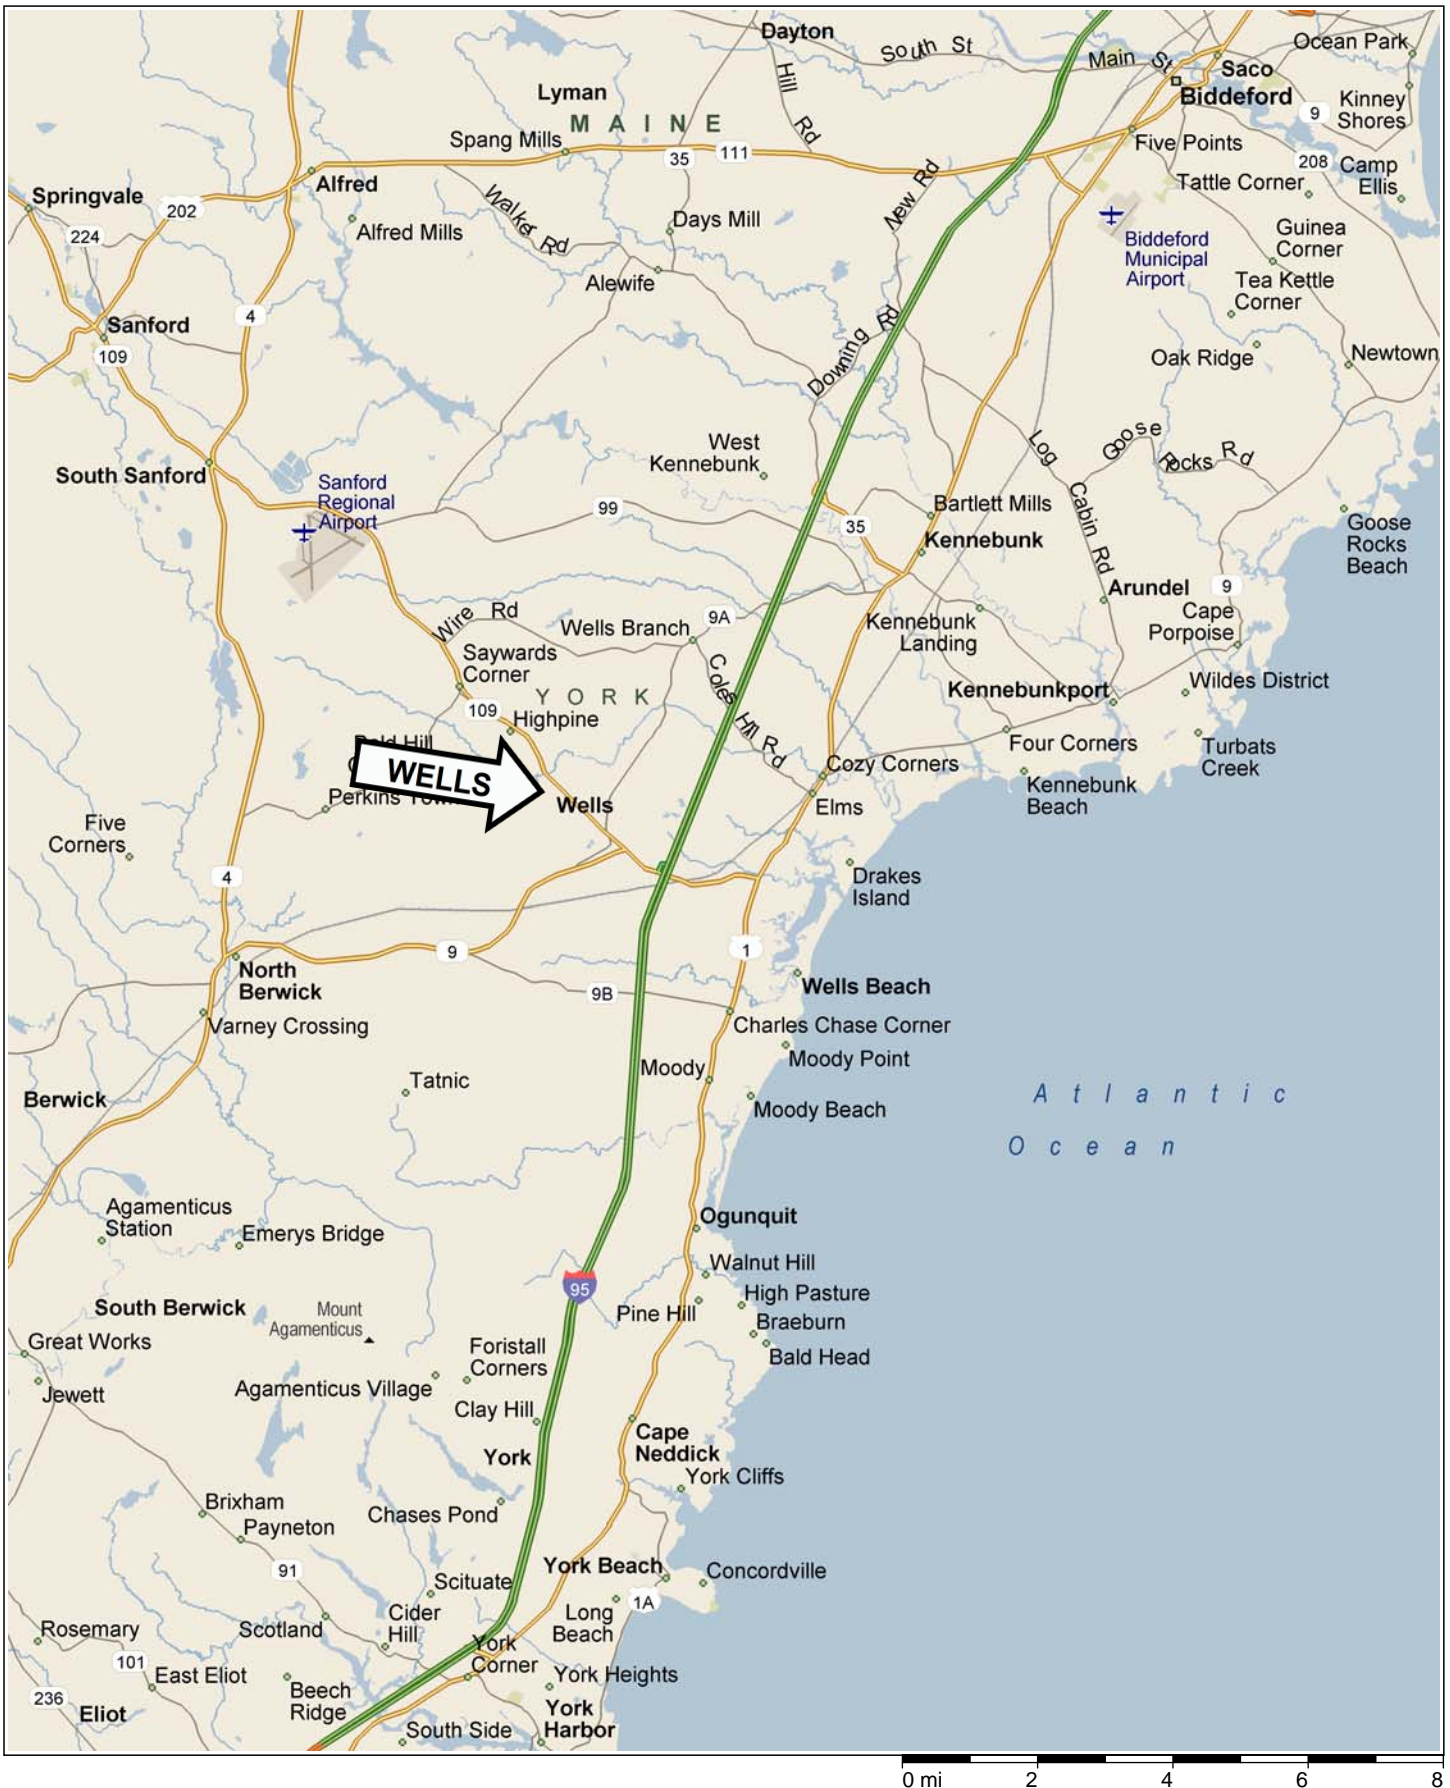 Dayton
South St
Main St
Ocean Park
Saco
Biddeford
Hill Rd
Lyman
MAINE
9
Kinney
Shores
Spang Mills
35
111
Five Points
208
Camp
Ellis
Springvale
202
Alfred
Walker Rd
New Rd
Tattle Corner
224
Alfred Mills
Days Mill
Guinea
Corner
Biddeford
Municipal
Airport
Alewife
Tea Kettle
Corner
Sanford
4
Downing Rd
109
Oak Ridge
Newtown
West
Kennebunk
Log Cabin Rd
Goose Rocks Rd
South Sanford
Sanford
Regional
Airport
99
35
Bartlett Mills
Kennebunk
Goose
Rocks
Beach
Arundel
9
Wire Rd
Wells Branch
9A
Kennebunk
Landing
Cape
Porpoise
Saywards
Corner
Coles Hill Rd
YORK
Kennebunkport
Wildes District
109
Highpine
Four Corners
Turbats
Creek
Bald Hill
WELLS
Perkins Town
Cozy Corners
Kennebunk
Beach
Wells
Elms
Five
Corners
4
Drakes
Island
9
1
North
Berwick
9B
Wells Beach
Varney Crossing
Charles Chase Corner
Moody Point
Moody
Tatnic
Berwick
Moody Beach
Atlantic
Ocean
Agamenticus
Station
Emerys Bridge
Ogunquit
Walnut Hill
95
High Pasture
South Berwick
Mount
Agamenticus
Pine Hill
Braeburn
Great Works
Foristall
Corners
Bald Head
Jewett
Agamenticus Village
Clay Hill
Cape
Neddick
York
York Cliffs
Brixham
Payneton
Chases Pond
91
York Beach
Concordville
Scituate
1A
Long
Beach
Rosemary
Scotland
Cider
Hill
York
Corner
101
East Eliot
York Heights
236
Eliot
Beech
Ridge
South Side
York
Harbor
0 mi 2 4 6 8